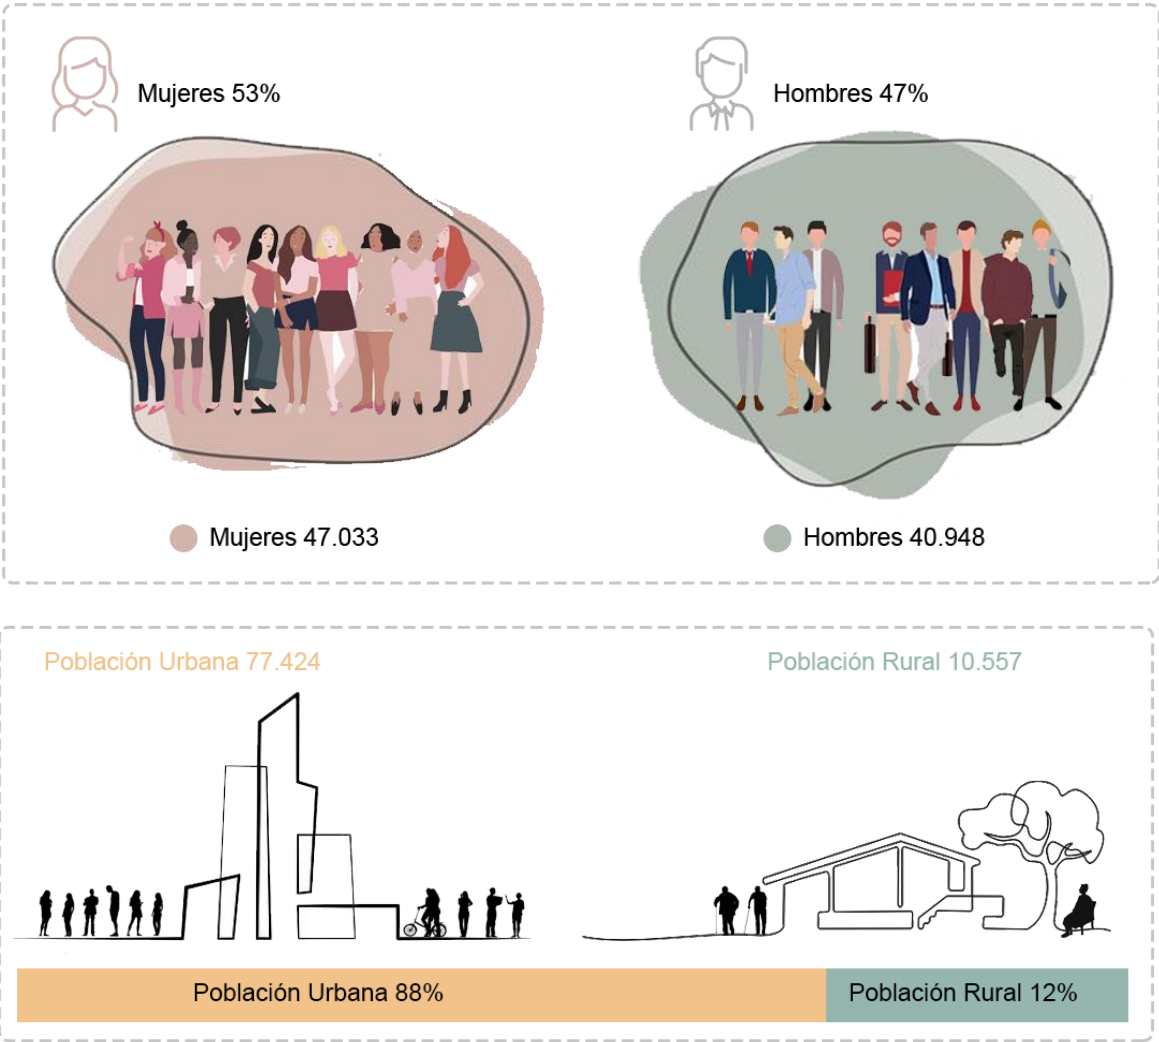 Mujeres 53%
Hombres 47%
Mujeres 47.033
Hombres 40.948
Población Urbana 77.424
Población Rural 10.557
Población Urbana 88%
Población Rural 12%